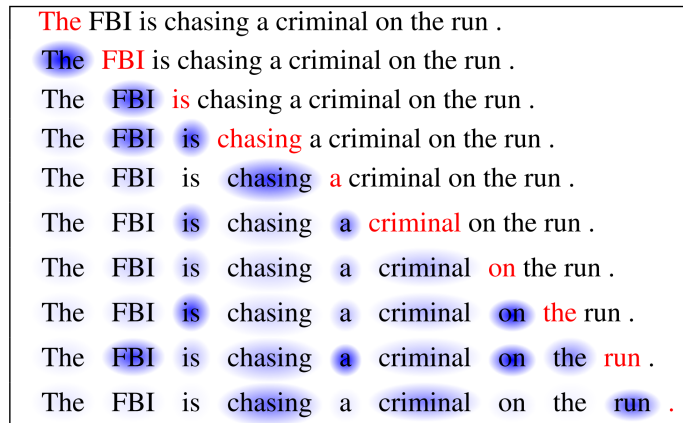 The FBI is chasing a criminal on the run .
The FBI is chasing a criminal on the run .
The FBI is chasing a criminal on the run .
The FBI is chasing a criminal on the run .
The FBI is chasing a criminal on the run .
The FBI is chasing a criminal on the run .
The FBI is chasing a criminal on the run .
The FBI is chasing a criminal on the run .
The FBI is chasing a criminal on the run .
The FBI is chasing a criminal on the run .